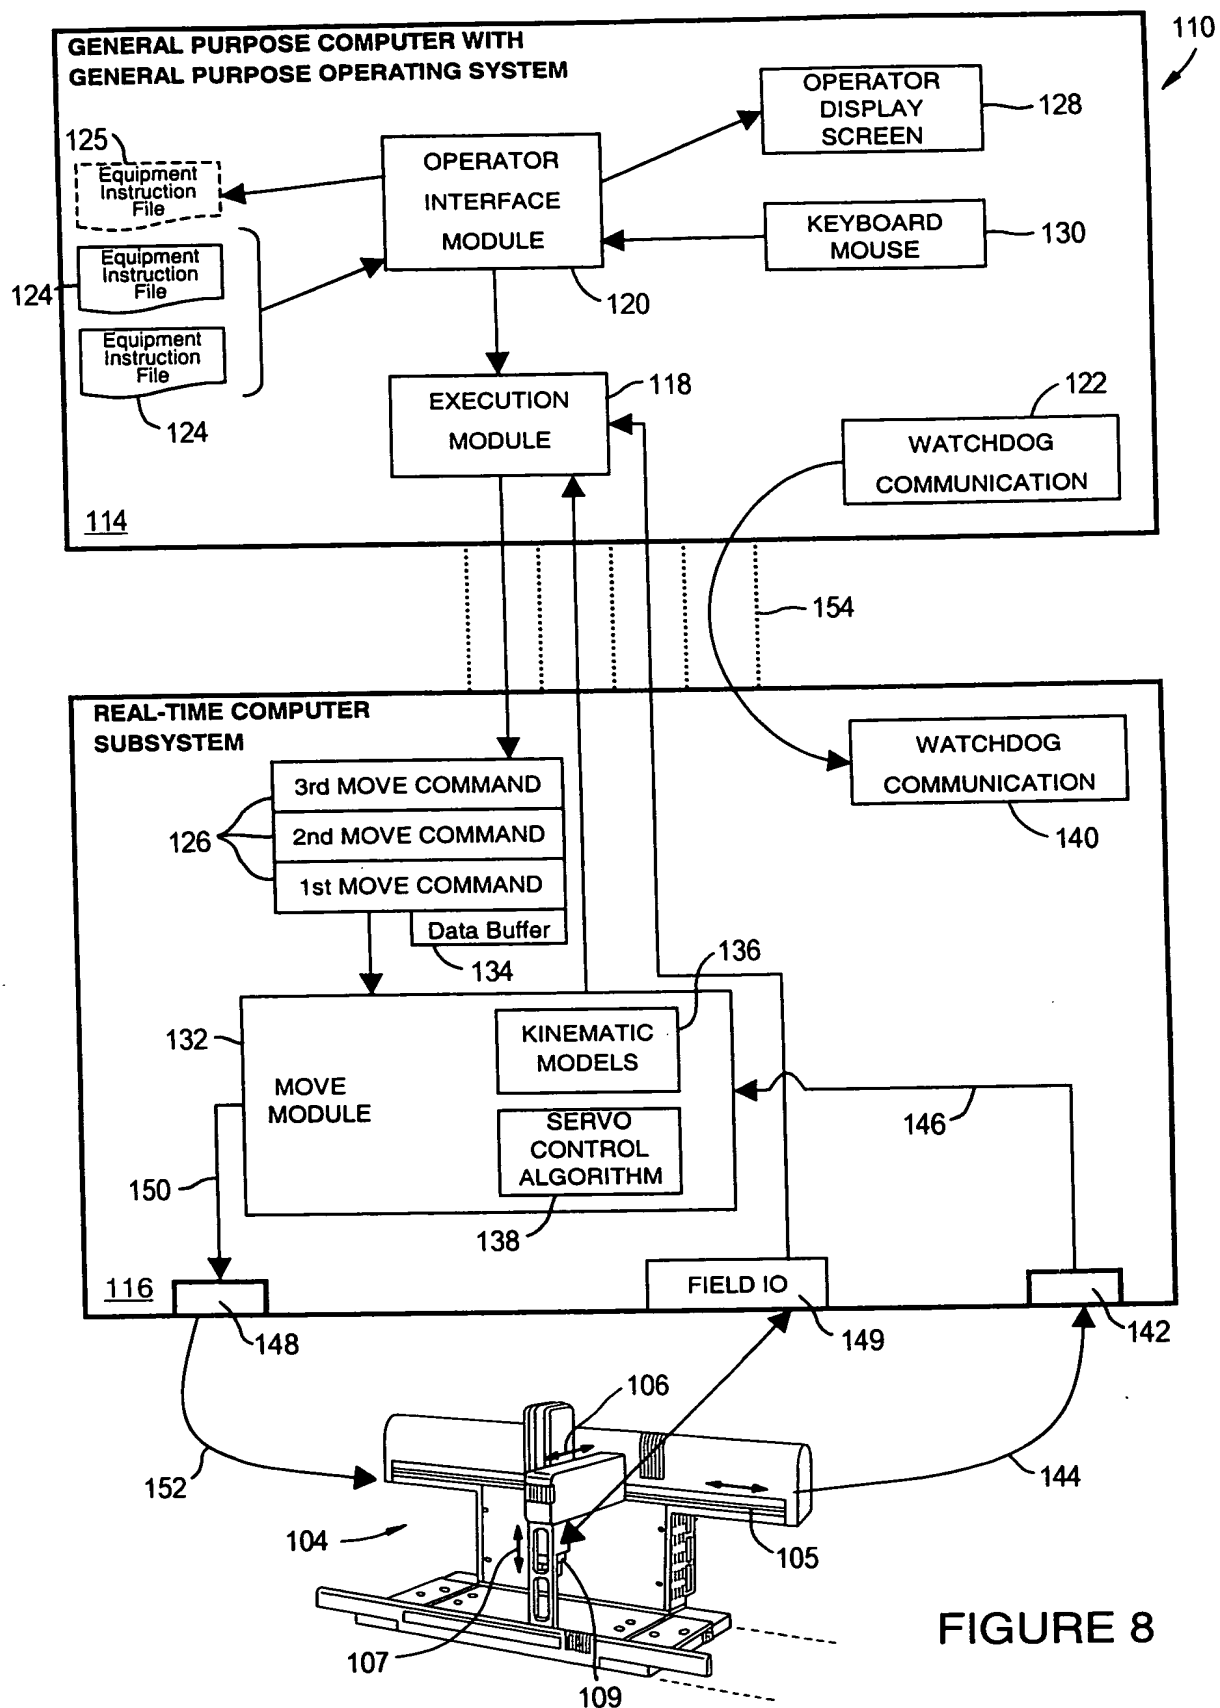 110
GENERAL PURPOSE COMPUTER WITH
GENERAL PURPOSE OPERATING SYSTEM
OPERATOR
DISPLAY
SCREEN
128
125
Equipment
Instruction
File
OPERATOR
INTERFACE
MODULE
KEYBOARD
MOUSE
130
124
Equipment
Instruction
File
120
Equipment
Instruction
File
124
118
EXECUTION
MODULE
122
WATCHDOG
COMMUNICATION
114
154
REAL-TIME COMPUTER
SUBSYSTEM
WATCHDOG
COMMUNICATION
140
3rd MOVE COMMAND
126
2nd MOVE COMMAND
1st MOVE COMMAND
Data Buffer
134
136
132
KINEMATIC
MODELS
MOVE
MODULE
146
SERVO
CONTROL
ALGORITHM
150
138
116
FIELD IO
148
149
142
106
152
144
104
105
107
109
FIGURE 8